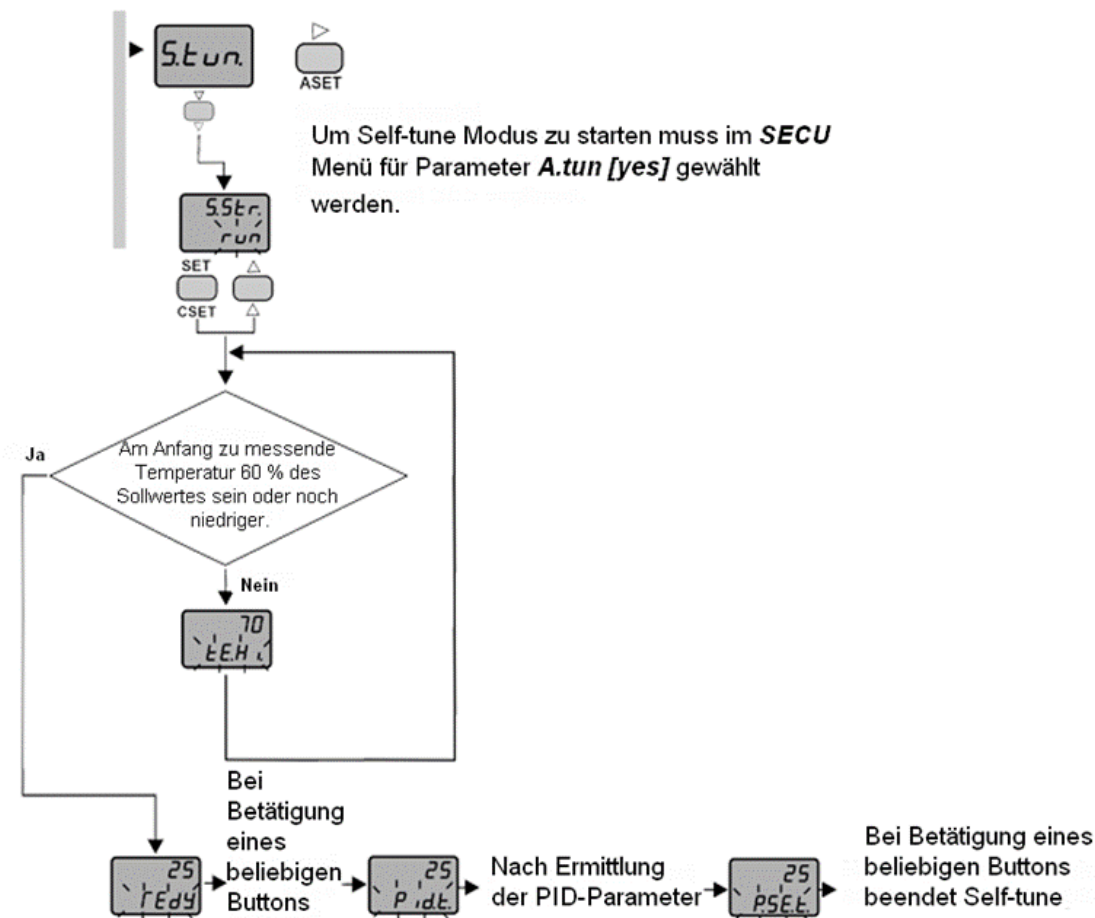 S.tun.
ASET
Um Self-tune Modus zu starten muss im SECU
Menü für Parameter A.tun [yes] gewählt
werden.
S.Str.
run
SET
CSET
Ja
Am Anfang zu messende
Temperatur 60 % des
Sollwertes sein oder noch
niedriger.
Nein
70
tE.Hi
Bei
Betätigung
eines
beliebigen
Buttons
25
rEdy
25
P.id.t.
Nach Ermittlung
der PID-Parameter
25
P.SE.t.
Bei Betätigung eines
beliebigen Buttons
beendet Self-tune